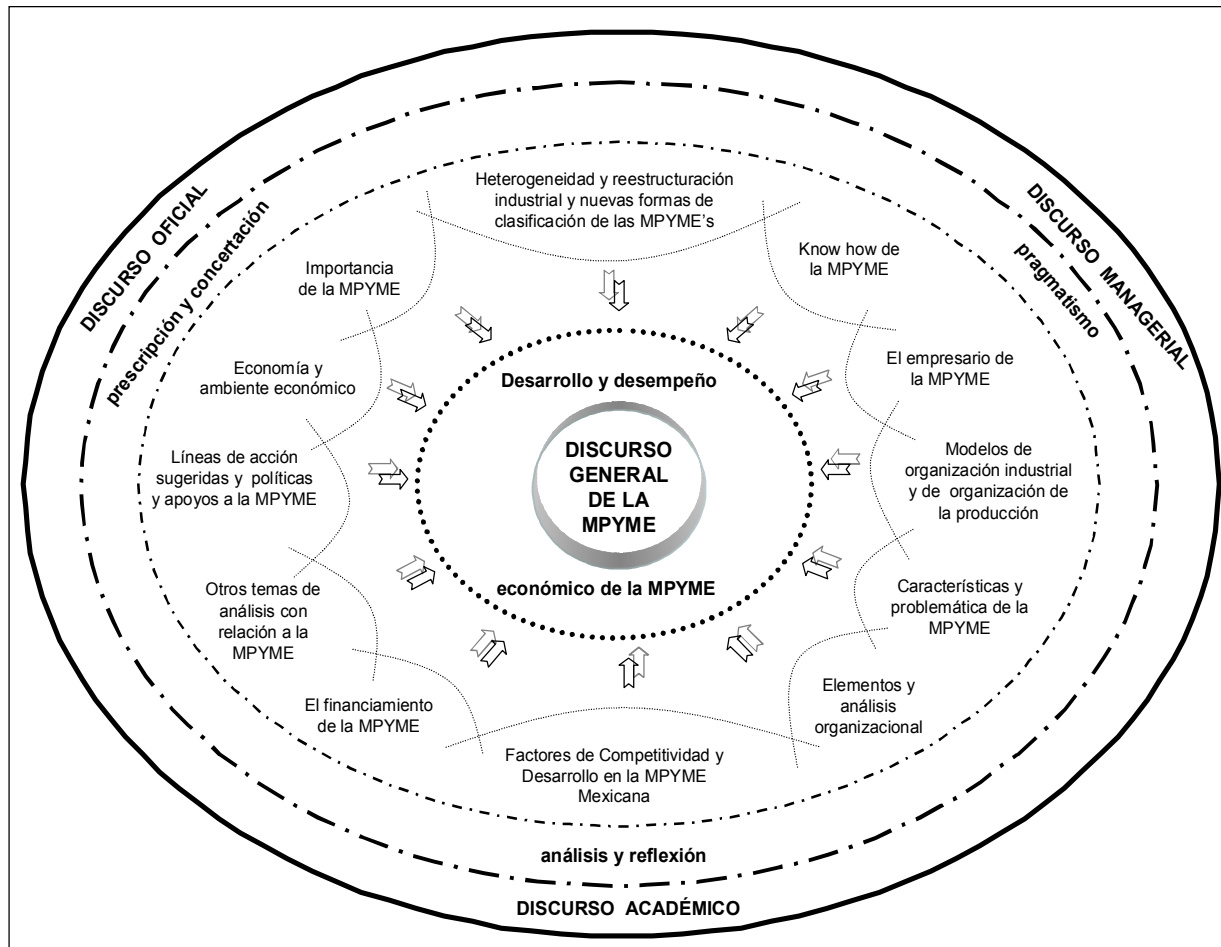 DISCURSO OFICIAL
prescripción y concertación
DISCURSO MANAGERIAL
pragmatismo
Heterogeneidad y reestructuración
industrial y nuevas formas de
clasificación de las MPYME's
Importancia
de la MPYME
Know how de
la MPYME
Economía y
ambiente económico
El empresario de
la MPYME
Líneas de acción
sugeridas y políticas
y apoyos a la MPYME
Modelos de
organización industrial
y de organización de
la producción
Desarrollo y desempeño
DISCURSO
GENERAL
DE LA
MPYME
económico de la MPYME
Otros temas de
análisis con
relación a la
MPYME
Características y
problemática de la
MPYME
El financiamiento
de la MPYME
Elementos y
análisis
organizacional
Factores de Competitividad y
Desarrollo en la MPYME
Mexicana
análisis y reflexión
DISCURSO ACADÉMICO